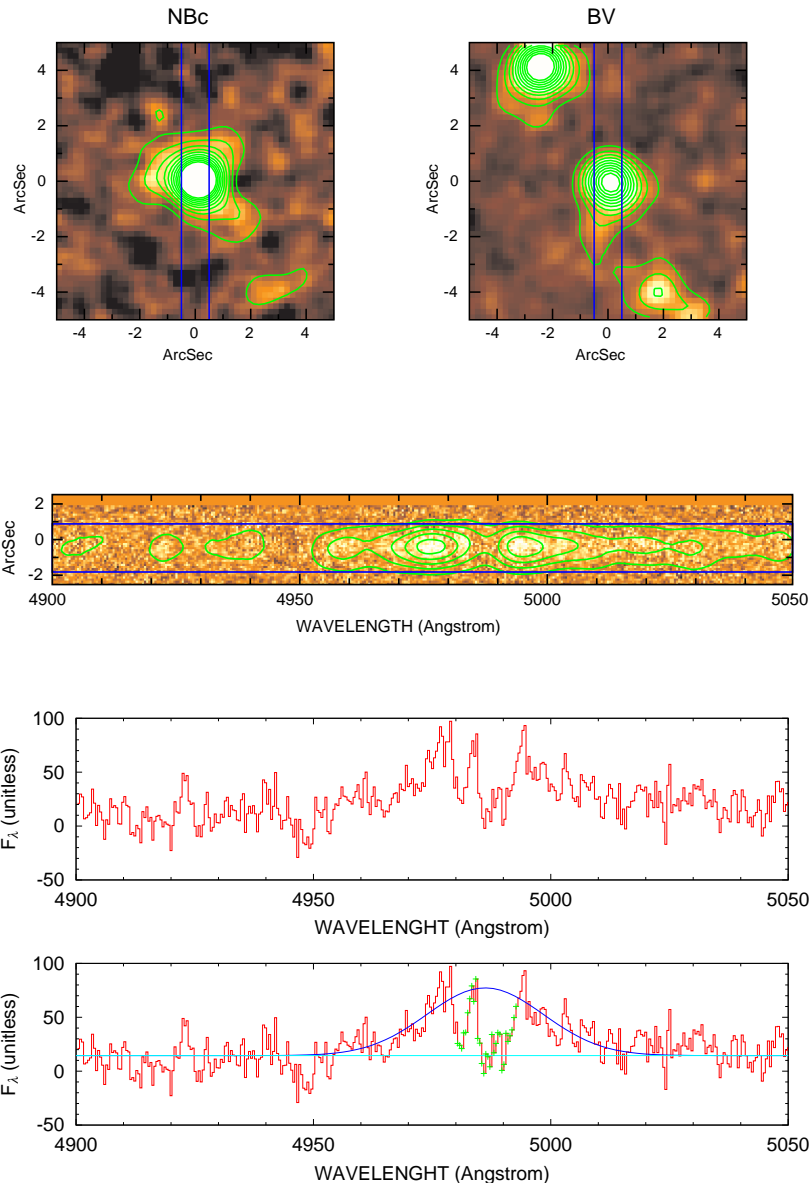 NBc BV
4 4
2 2
0 0
-2 -2
-4 -4
ArcSec ArcSec
-4 -2 0 2 4 -4 -2 0 2 4
ArcSec ArcSec
2
0
-2
ArcSec
4900 4950 5000 5050
WAVELENGTH (Angstrom)
100
50
0
-50
Fλ (unitless)
4900 4950 5000 5050
WAVELENGHT (Angstrom)
100
50
0
-50
Fλ (unitless)
4900 4950 5000 5050
WAVELENGHT (Angstrom)